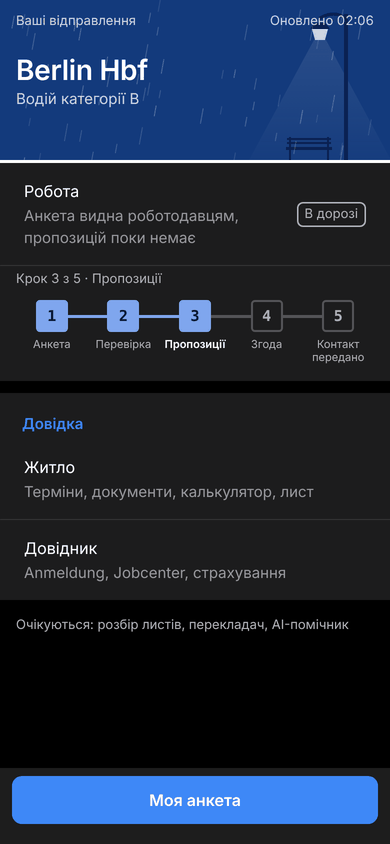 Ваші відправлення
Оновлено 02:06
Berlin Hbf
Водій категорії B
Робота
Анкета видна роботодавцям,
пропозицій поки немає
В дорозі
Крок 3 з 5 · Пропозиції
1
2
3
4
5
Анкета
Перевірка
Пропозиції
Згода
Контакт
передано
Довідка
Житло
Терміни, документи, калькулятор, лист
Довідник
Anmeldung, Jobcenter, страхування
Очікуються: розбір листів, перекладач, AI-помічник
Моя анкета